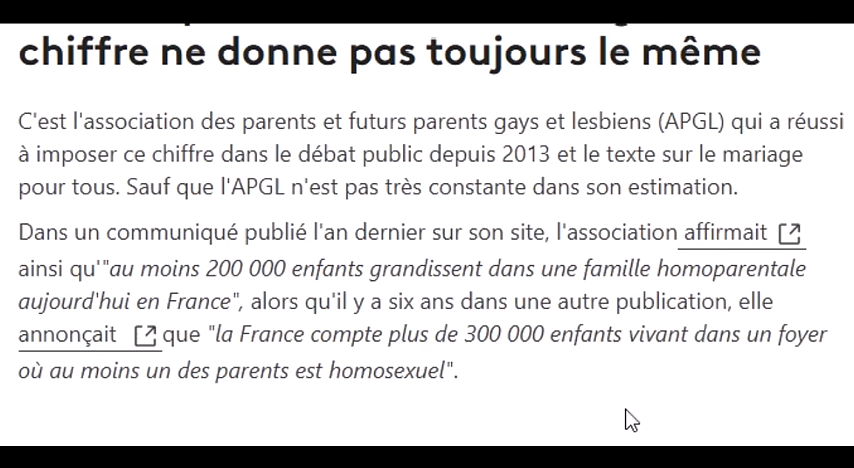 chiffre ne donne pas toujours le même
C'est l'association des parents et futurs parents gays et lesbiens (APGL) qui a réussi
à imposer ce chiffre dans le débat public depuis 2013 et le texte sur le mariage
pour tous. Sauf que l'APGL n'est pas très constante dans son estimation.
Dans un communiqué publié l'an dernier sur son site, l'association affirmait
ainsi qu'"au moins 200 000 enfants grandissent dans une famille homoparentale
aujourd'hui en France", alors qu'il y a six ans dans une autre publication, elle
annonçait que "la France compte plus de 300 000 enfants vivant dans un foyer
où au moins un des parents est homosexuel".